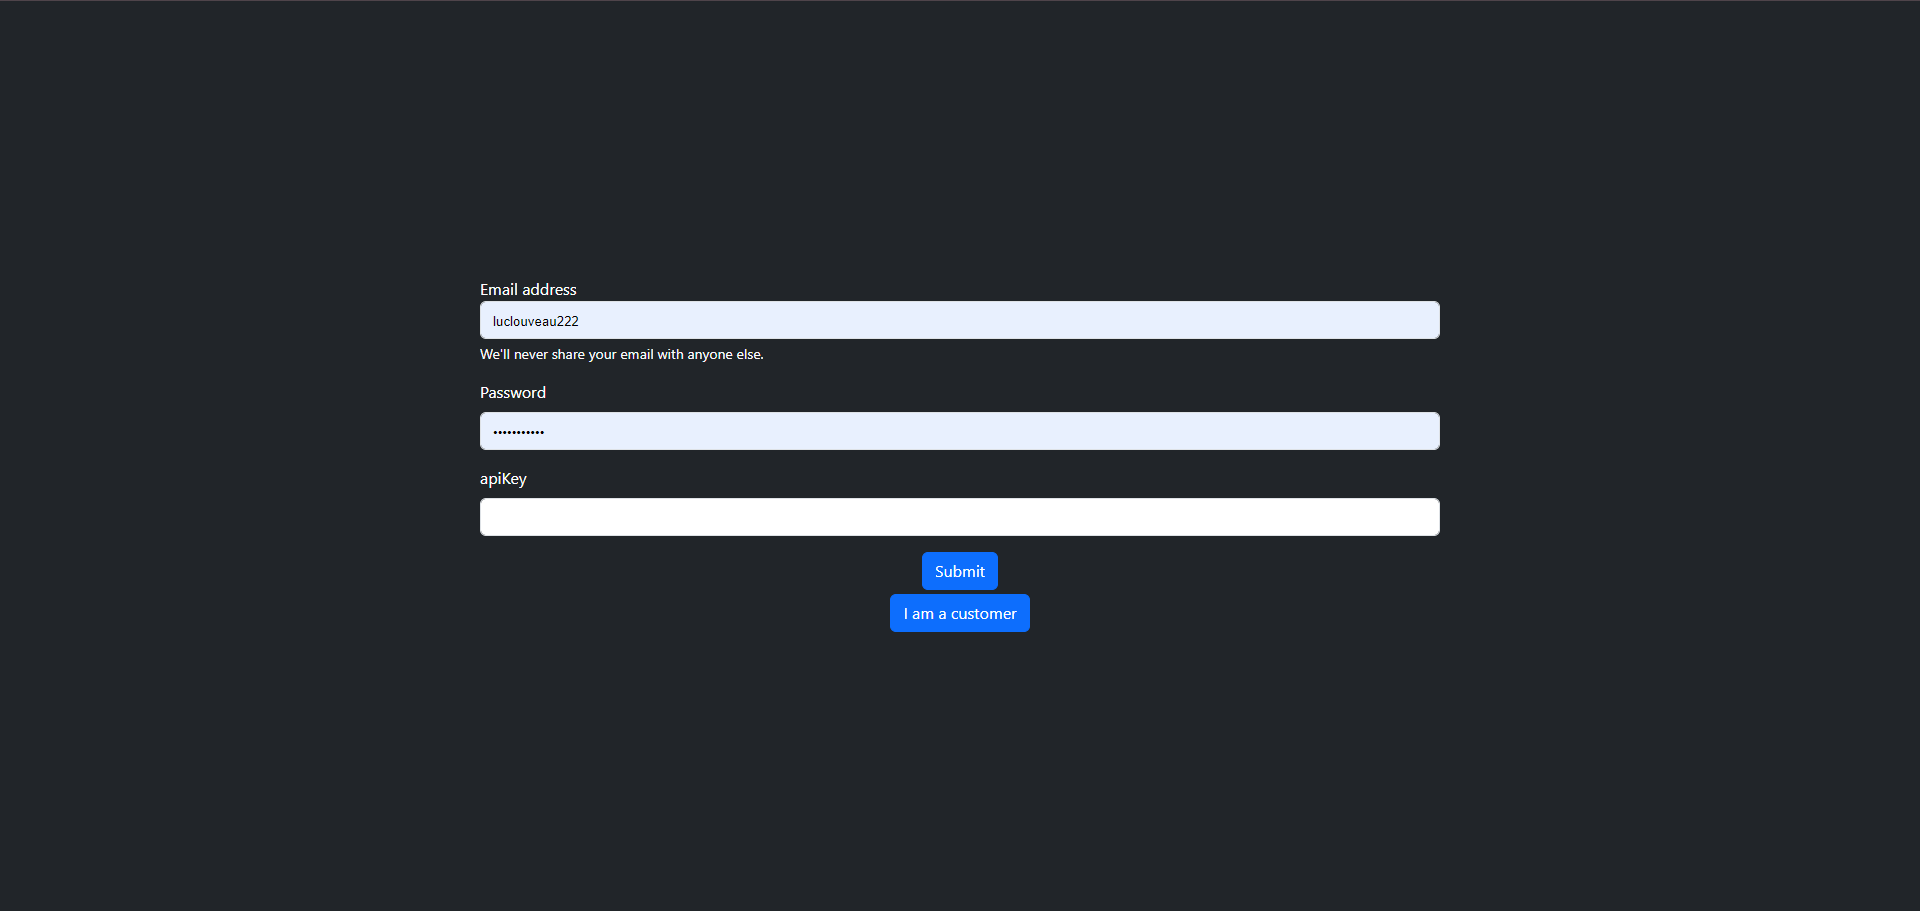 Email address
luclouveau222
We'll never share your email with anyone else.
Password
•••••••••••
apiKey
Submit
I am a customer